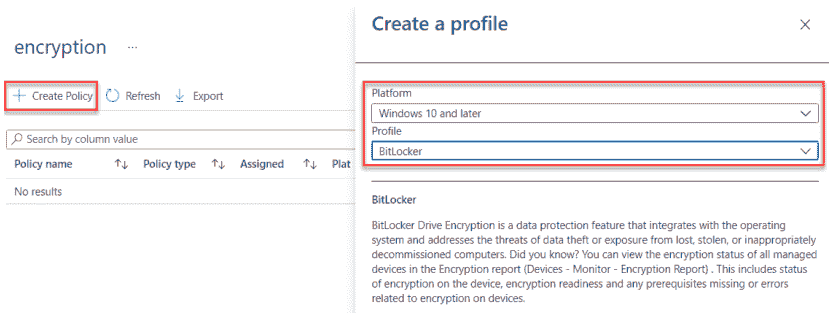 encryption ...
Create Policy Refresh Export
Search by column value
Policy name Policy type Assigned Plat
No results
Create a profile
Platform
Windows 10 and later
Profile
BitLocker
BitLocker
BitLocker Drive Encryption is a data protection feature that integrates with the operating
system and addresses the threats of data theft or exposure from lost, stolen, or inappropriately
decommissioned computers. Did you know? You can view the encryption status of all managed
devices in the Encryption report (Devices - Monitor - Encryption Report) . This includes status
of encryption on the device, encryption readiness and any prerequisites missing or errors
related to encryption on devices.